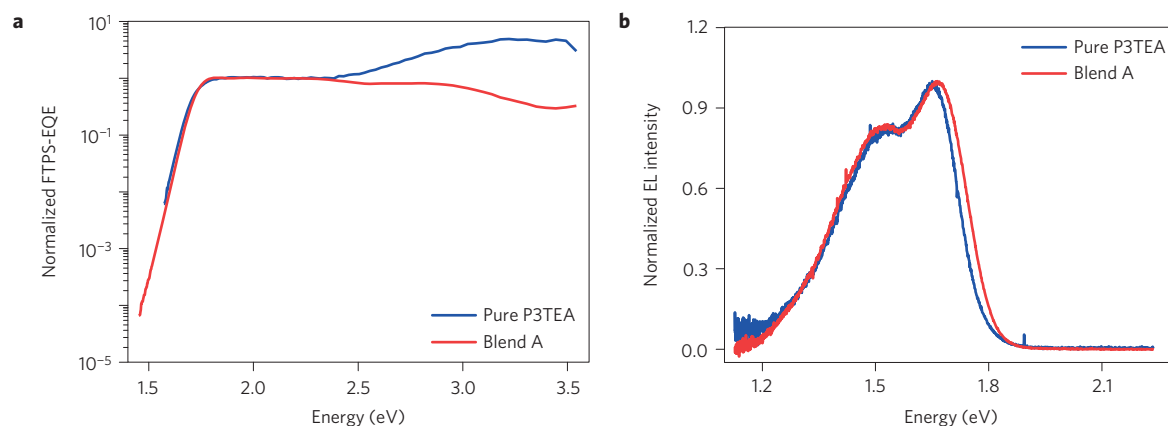 a
Normalized FTPS-EQE
10¹
10⁻¹
10⁻³
10⁻⁵
Pure P3TEA
Blend A
1.5 2.0 2.5 3.0 3.5
Energy (eV)
b
Normalized EL intensity
1.2
0.9
0.6
0.3
0.0
Pure P3TEA
Blend A
1.2 1.5 1.8 2.1
Energy (eV)